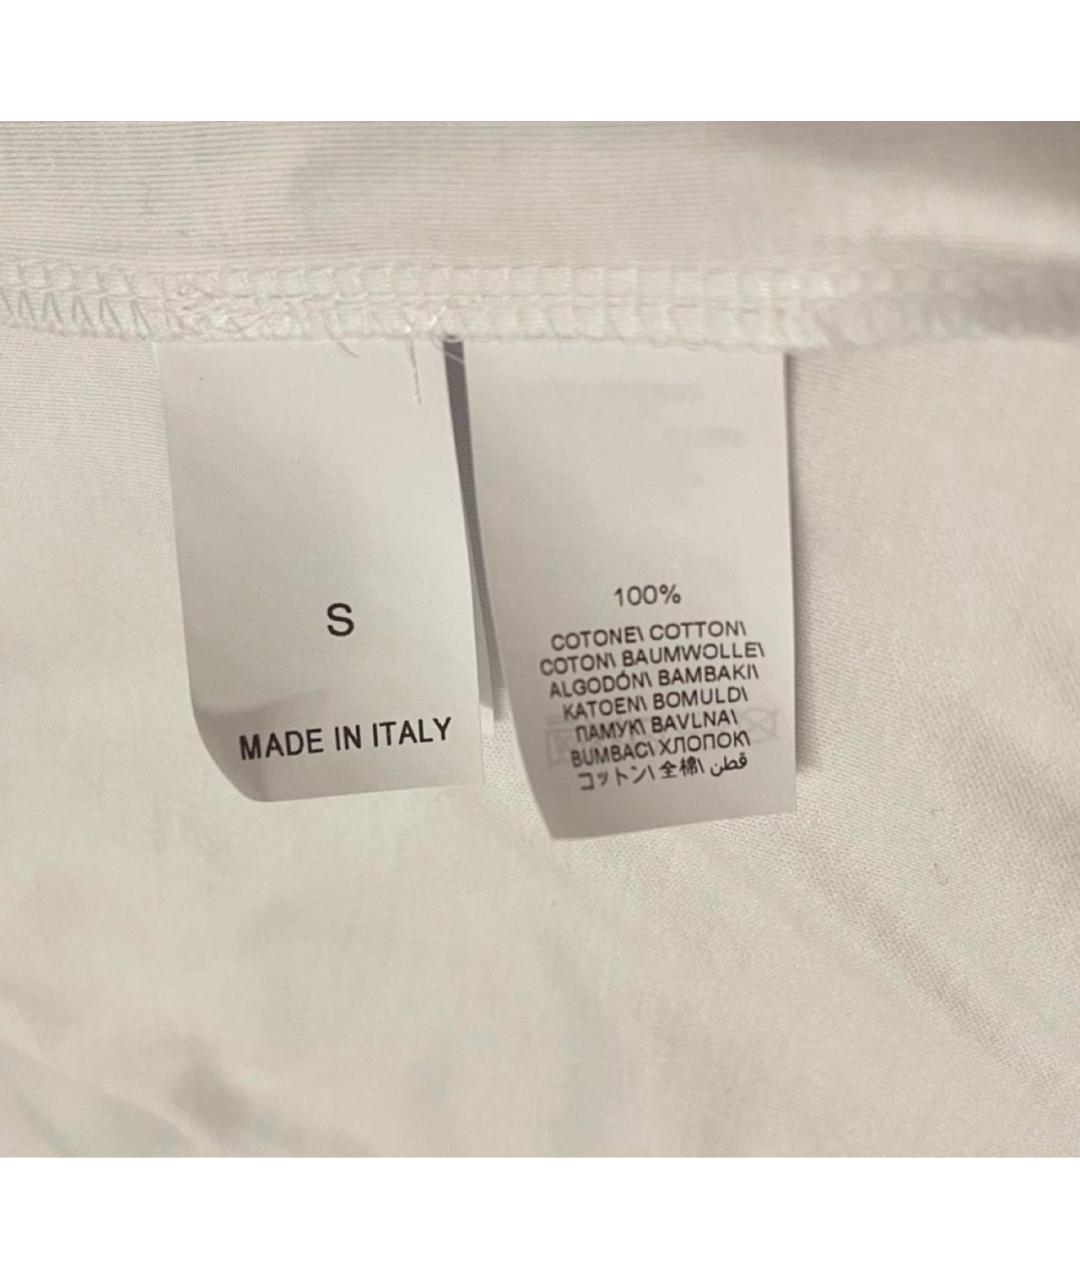 S
MADE IN ITALY
100%
COTONE\ COTTON\
COTON\ BAUMWOLLE\
ALGODÓN\ BAMBAKI\
KATOEN\ BOMULD\
ПАМУК\ BAVLNA\
BUMBAC\ ХЛОПОК\
コットン\ 全棉\ قطن